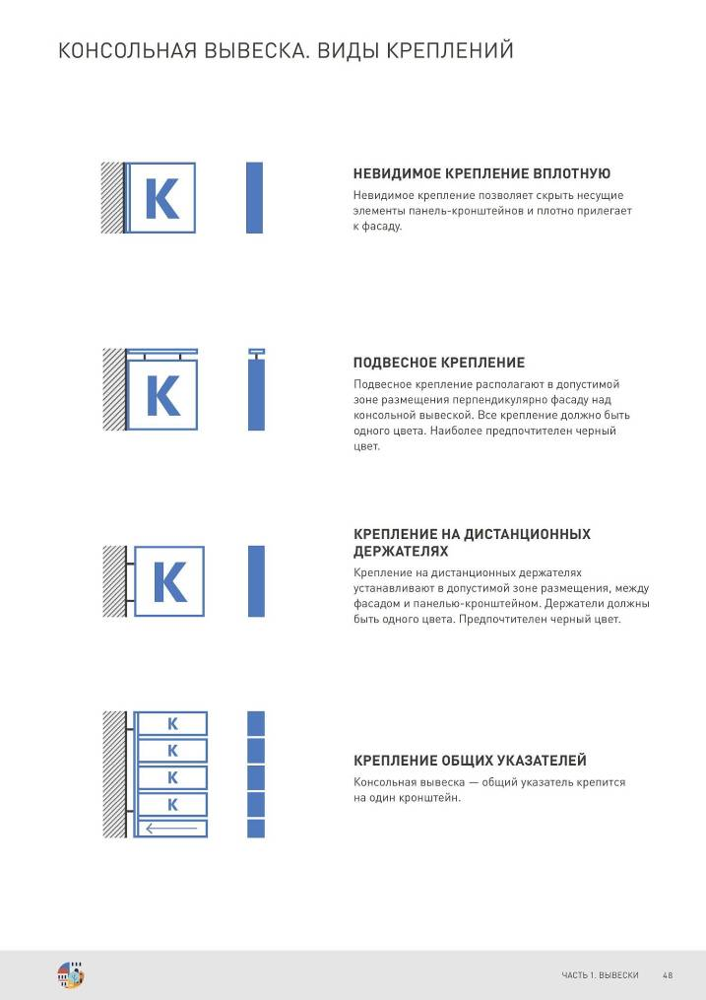 КОНСОЛЬНАЯ ВЫВЕСКА. ВИДЫ КРЕПЛЕНИЙ
К
НЕВИДИМОЕ КРЕПЛЕНИЕ ВПЛОТНУЮ
Невидимое крепление позволяет скрыть несущие
элементы панель-кронштейнов и плотно прилегает
к фасаду.
К
ПОДВЕСНОЕ КРЕПЛЕНИЕ
Подвесное крепление располагают в допустимой
зоне размещения перпендикулярно фасаду над
консольной вывеской. Все крепление должно быть
одного цвета. Наиболее предпочтителен черный
цвет.
К
КРЕПЛЕНИЕ НА ДИСТАНЦИОННЫХ
ДЕРЖАТЕЛЯХ
Крепление на дистанционных держателях
устанавливают в допустимой зоне размещения, между
фасадом и панелью-кронштейном. Держатели должны
быть одного цвета. Предпочтителен черный цвет.
К
К
К
К
КРЕПЛЕНИЕ ОБЩИХ УКАЗАТЕЛЕЙ
Консольная вывеска — общий указатель крепится
на один кронштейн.
ЧАСТЬ 1. ВЫВЕСКИ 48